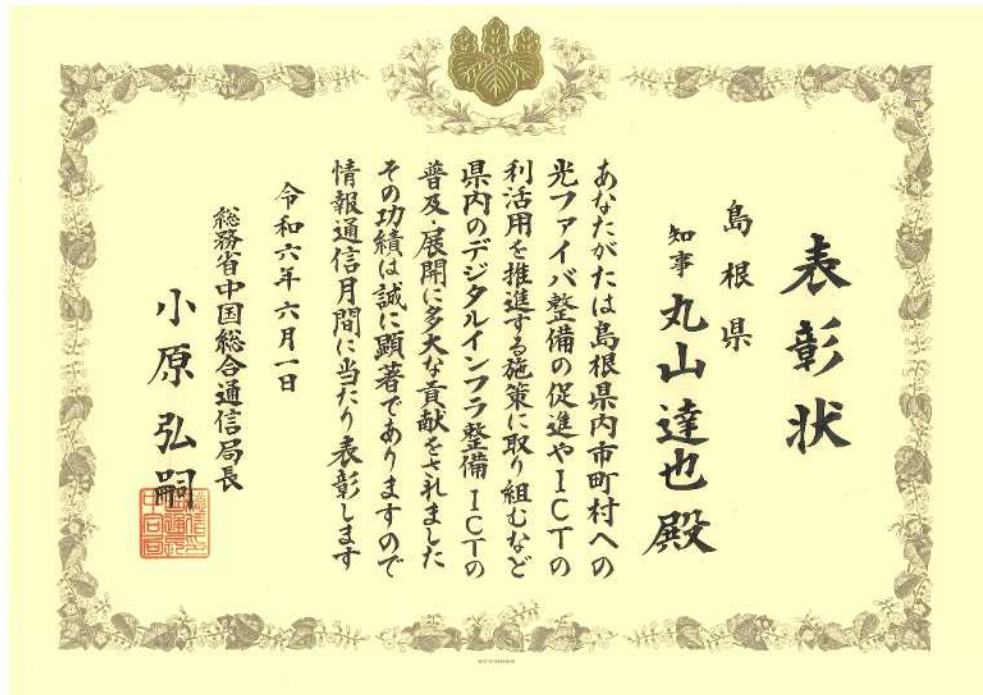 表彰状
島根県
知事 丸山達也殿
あなたがたは島根県内市町村への
光ファイバ整備の促進やICTの
利活用を推進する施策に取り組むなど
県内のデジタルインフラ整備 ICTの
普及・展開に多大な貢献をされました
その功績は誠に顕著でありますので
情報通信月間に当たり表彰します
令和六年六月一日
総務省中国総合通信局長
小原弘嗣